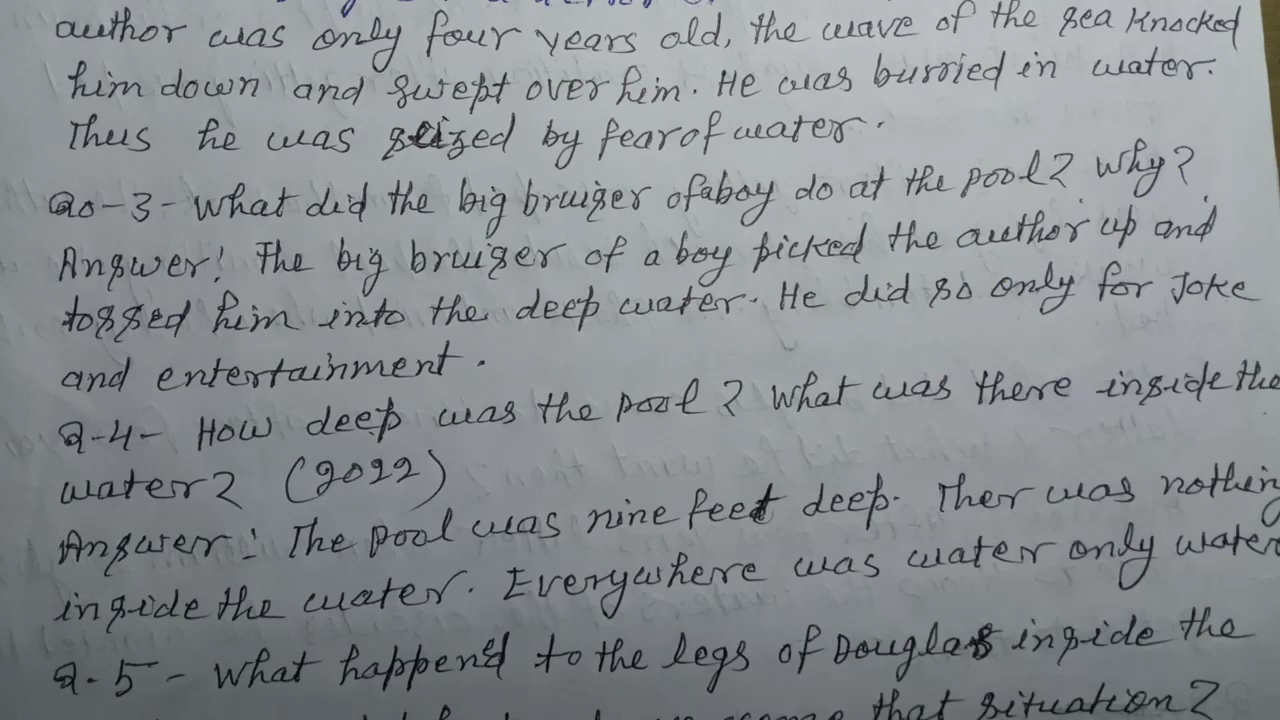 author was only four years old, the wave of the sea knocked
him down and swept over him. He was burried in water.
Thus he was seized by fear of water.
Qo-3- What did the big bruiser of a boy do at the pool? Why?
Answer: The big bruiser of a boy picked the author up and
tossed him into the deep water. He did so only for Joke
and entertainment.
Q-4- How deep was the pool? What was there inside the
water? (2022)
Answer: The pool was nine feet deep. Ther was nothin
inside the water. Everywhere was water only water
Q.5- What happened to the legs of Douglas inside the
that situation?